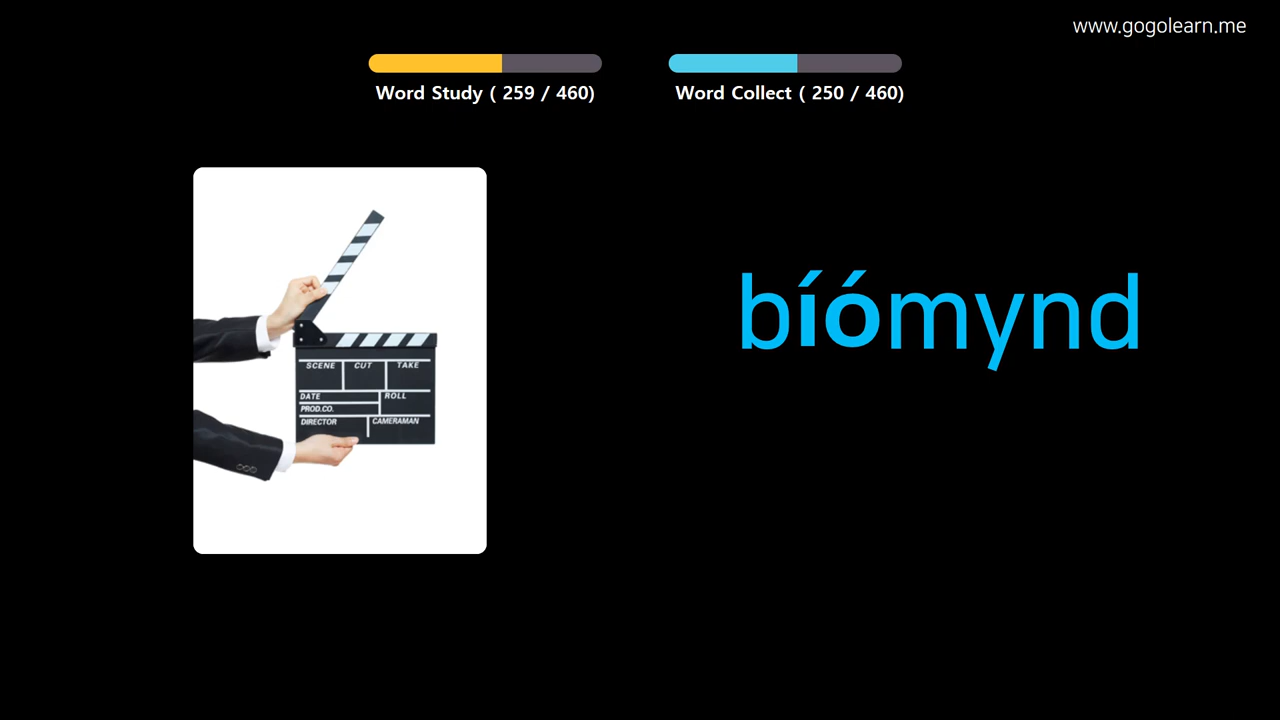 www.gogolearn.me
Word Study ( 259 / 460)
Word Collect ( 250 / 460)
bíómynd
SCENE CUT TAKE
DATE ROLL
PROD.CO.
DIRECTOR CAMERAMAN